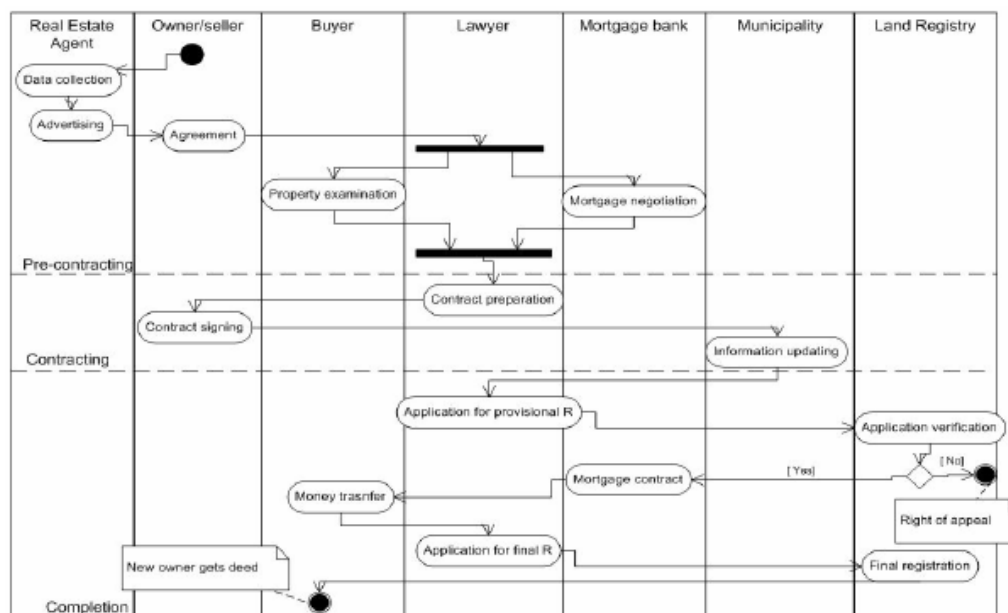 Real Estate
Agent
Owner/seller
Buyer
Lawyer
Mortgage bank
Municipality
Land Registry
Data collection
Advertising
Agreement
Property examination
Mortgage negotiation
Pre-contracting
Contract preparation
Contract signing
Information updating
Contracting
Application for provisional R
Application verification
[ No]
[ Yes]
Mortgage contract
Money trasnfer
Right of appeal
Application for final R
New owner gets deed
Final registration
Completion